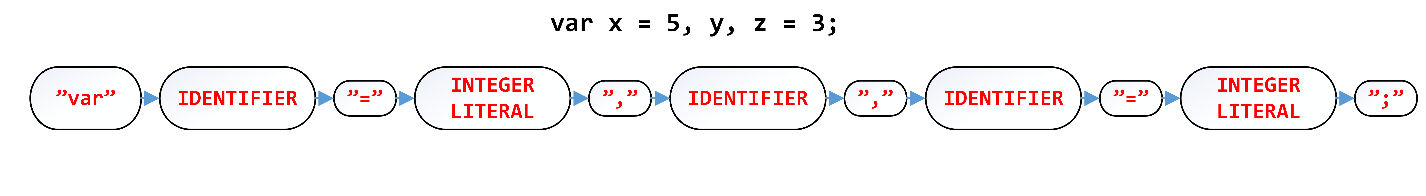 var x = 5, y, z = 3;
”var” IDENTIFIER ”=” INTEGER LITERAL ”,” IDENTIFIER ”,” IDENTIFIER ”=” INTEGER LITERAL ”;”